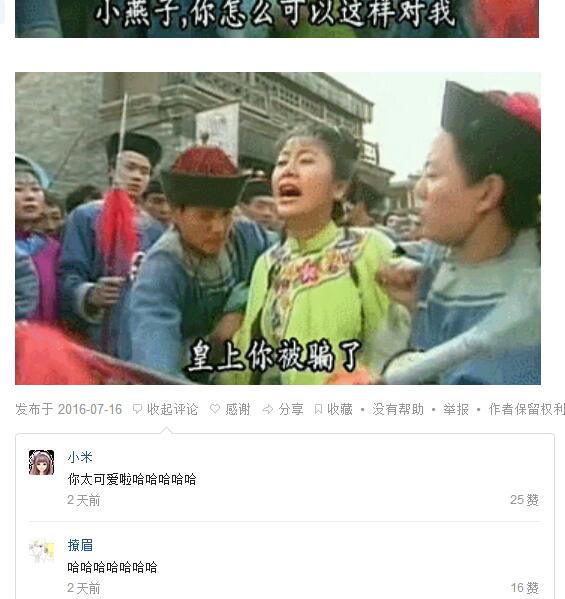 小燕子,你怎么可以这样对我
皇上你被骗了
发布于 2016-07-16 收起评论 感谢 分享 收藏 • 没有帮助 • 举报 • 作者保留权利
小米
你太可爱啦哈哈哈哈哈
2 天前 25 赞
撩眉
哈哈哈哈哈哈哈
2 天前 16 赞